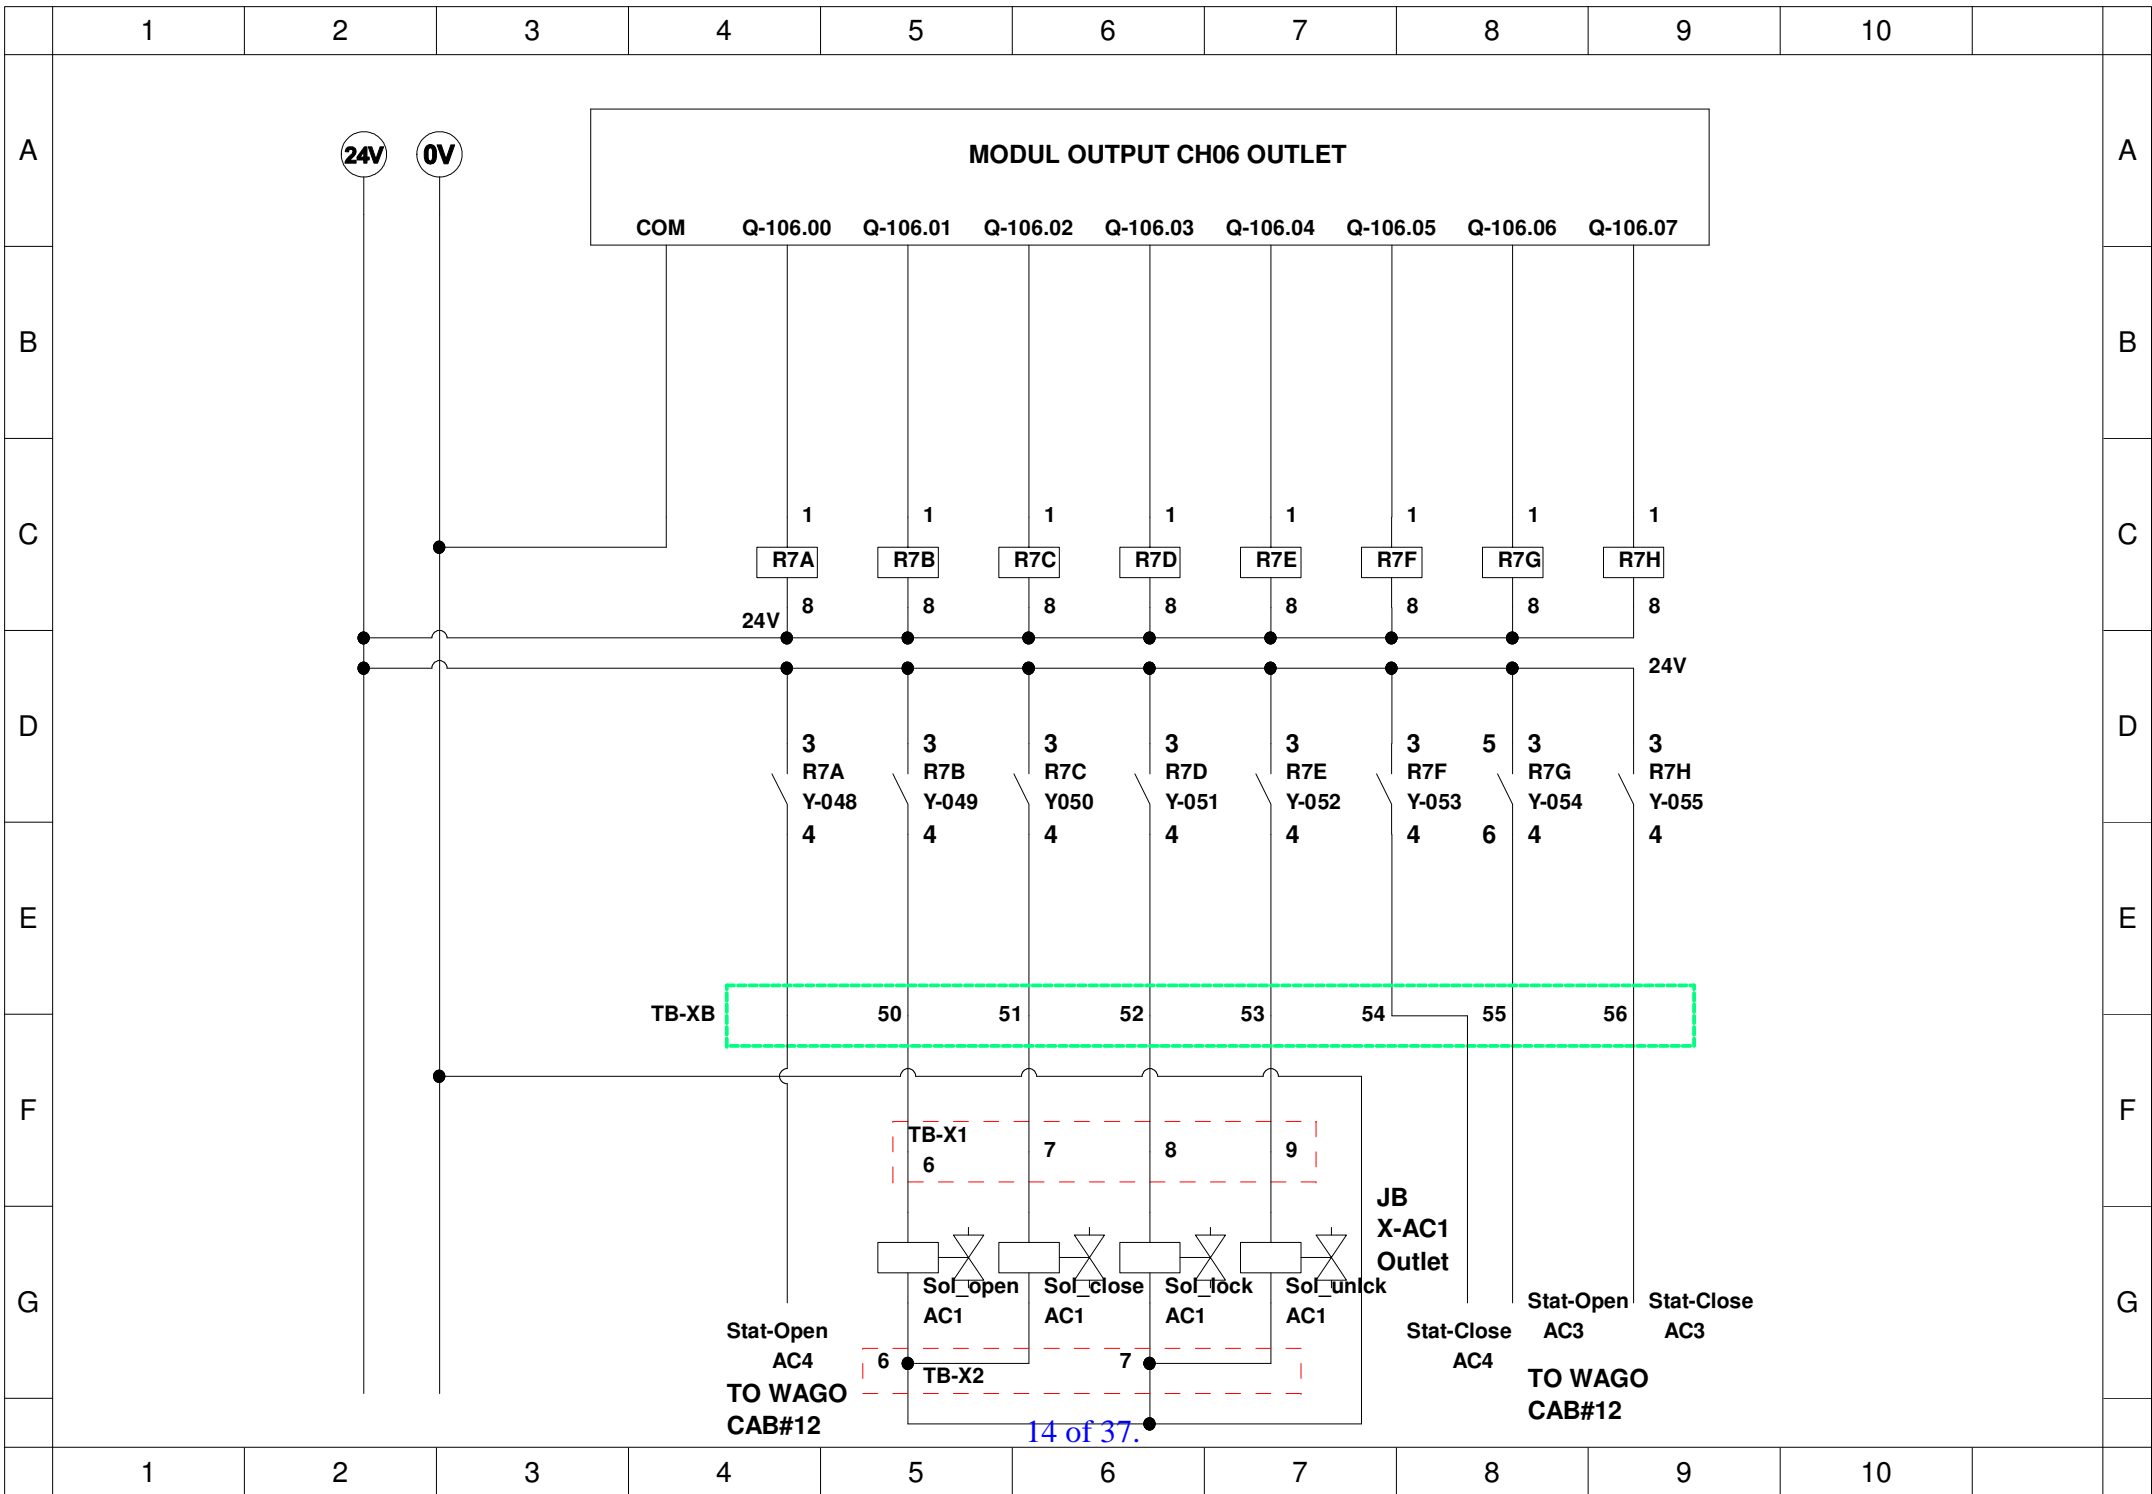 1 2 3 4 5 6 7 8 9 10
A A
24V 0V MODUL OUTPUT CH06 OUTLET
COM Q-106.00 Q-106.01 Q-106.02 Q-106.03 Q-106.04 Q-106.05 Q-106.06 Q-106.07
B B
1 1 1 1 1 1 1 1
C C
R7A R7B R7C R7D R7E R7F R7G R7H
8 8 8 8 8 8 8 8
24V
24V
D D
3 3 3 3 3 3 5 3 3
R7A R7B R7C R7D R7E R7F R7G R7H
Y-048 Y-049 Y050 Y-051 Y-052 Y-053 Y-054 Y-055
4 4 4 4 4 4 6 4 4
E E
TB-XB 50 51 52 53 54 55 56
F F
TB-X1
6 7 8 9
JB
X-AC1
Outlet
G G
Sol_open Sol_close Sol_lock Sol_unlck
AC1 AC1 AC1 AC1
Stat-Open Stat-Close
AC3 AC3
Stat-Open Stat-Close
AC4 AC4
6 7
TB-X2
TO WAGO
CAB#12
TO WAGO
CAB#12
14 of 37.
1 2 3 4 5 6 7 8 9 10